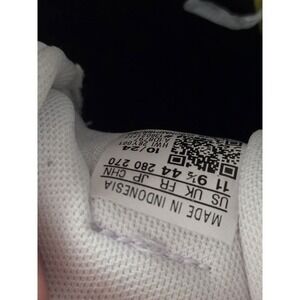 MADE IN INDONESIA
US UK FR JP CHN
11 9½ 44 280 270
10/24